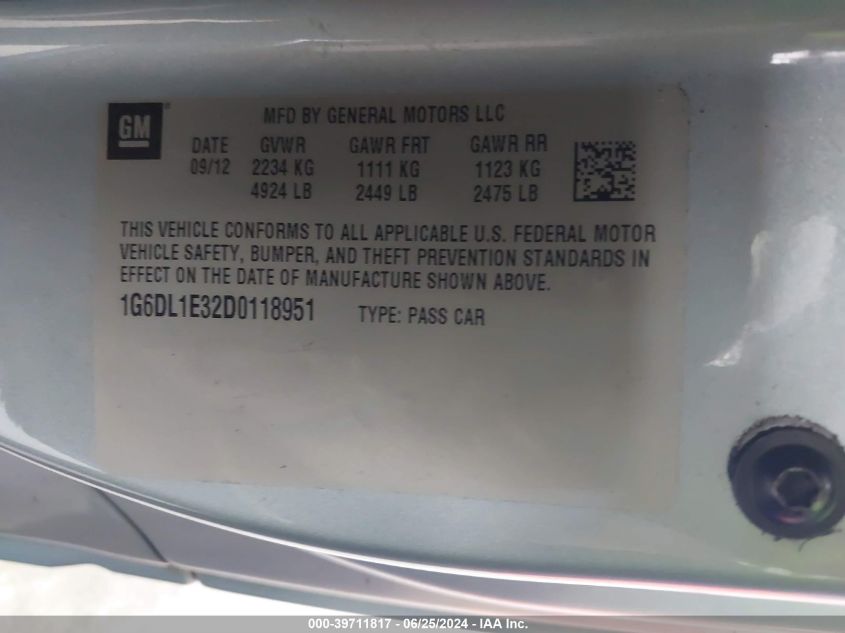 GM
MFD BY GENERAL MOTORS LLC
DATE GVWR GAWR FRT GAWR RR
09/12 2234 KG 1111 KG 1123 KG
4924 LB 2449 LB 2475 LB
THIS VEHICLE CONFORMS TO ALL APPLICABLE U.S. FEDERAL MOTOR
VEHICLE SAFETY, BUMPER, AND THEFT PREVENTION STANDARDS IN
EFFECT ON THE DATE OF MANUFACTURE SHOWN ABOVE.
1G6DL1E32D0118951 TYPE: PASS CAR
000-39711817 - 06/25/2024 - IAA Inc.